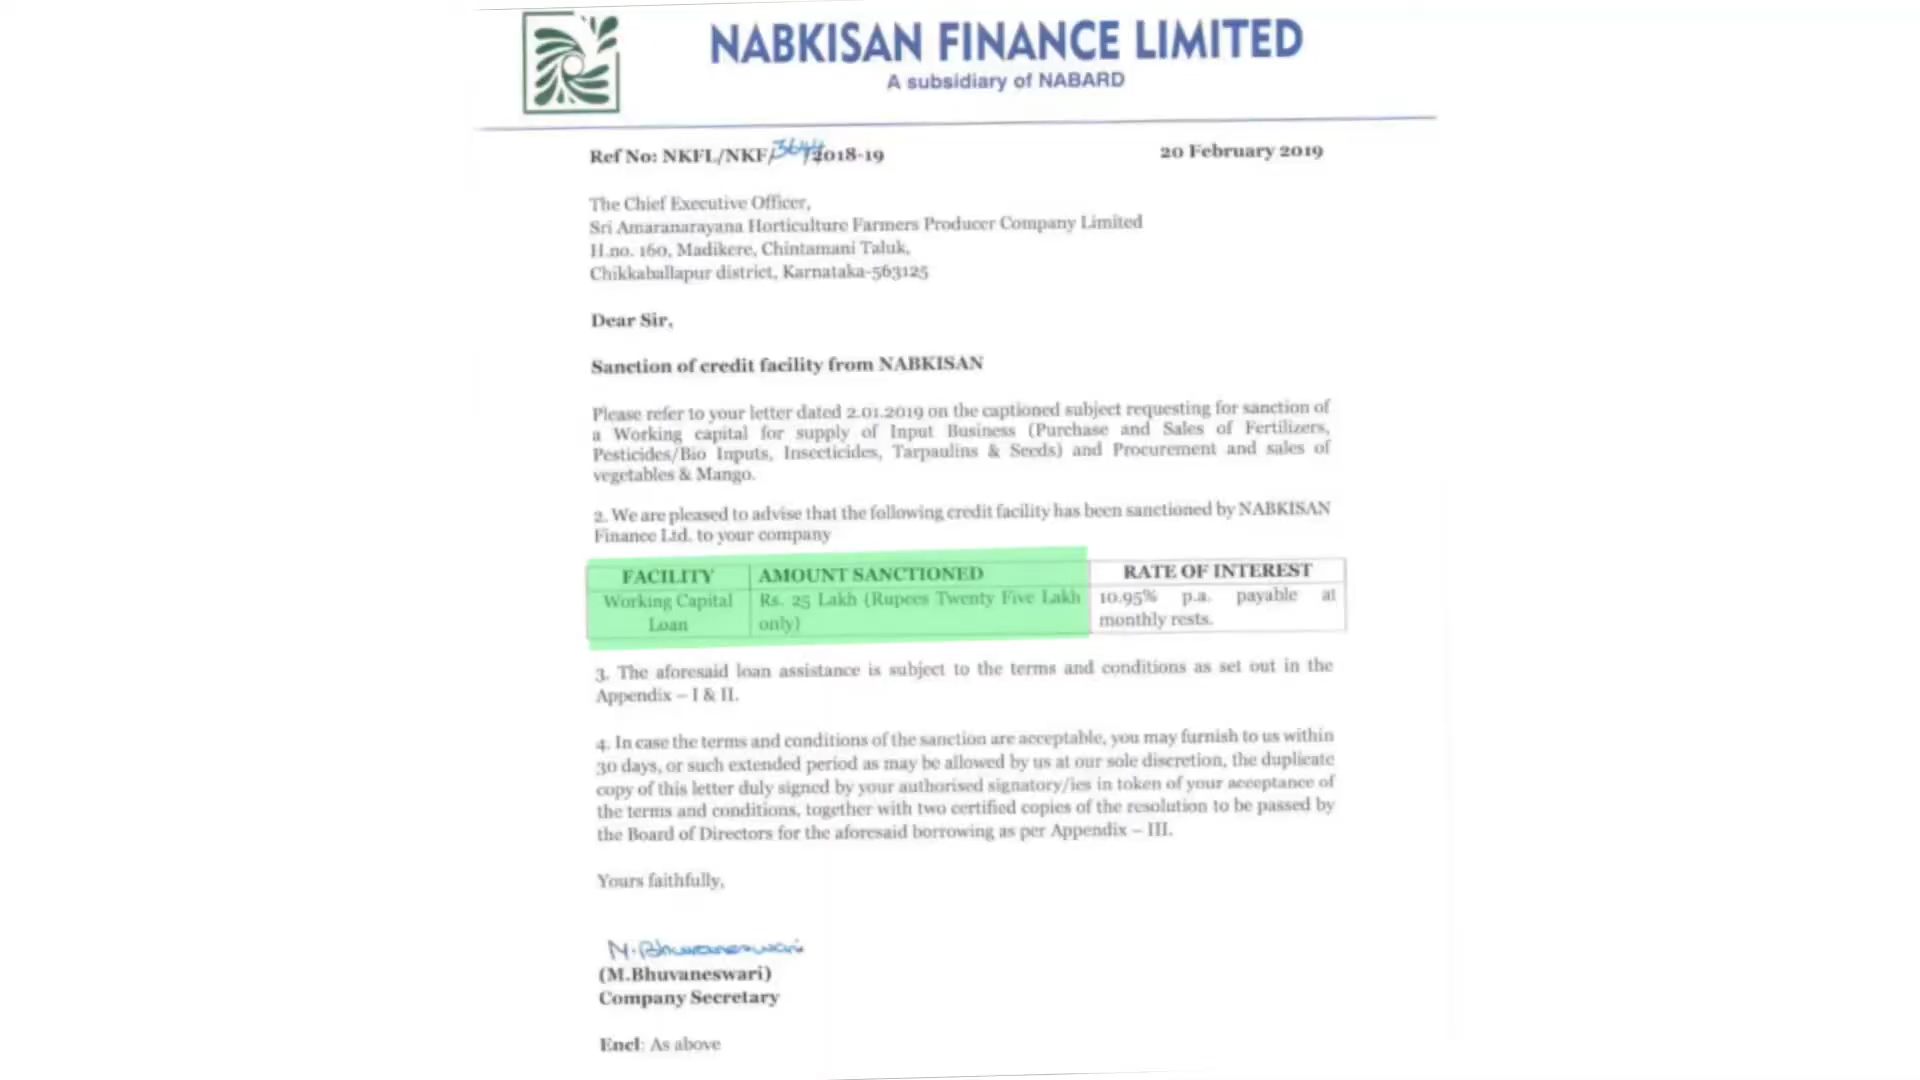 NABKISAN FINANCE LIMITED
A subsidiary of NABARD
Ref No: NKFL/NKF/3644/2018-19
20 February 2019
The Chief Executive Officer,
Sri Amaranarayana Horticulture Farmers Producer Company Limited
H.no. 160, Madikere, Chintamani Taluk,
Chikkaballapur district, Karnataka-563125
Dear Sir,
Sanction of credit facility from NABKISAN
Please refer to your letter dated 2.01.2019 on the captioned subject requesting for sanction of
a Working capital for supply of Input Business (Purchase and Sales of Fertilizers,
Pesticides/Bio Inputs, Insecticides, Tarpaulins & Seeds) and Procurement and sales of
vegetables & Mango.
2. We are pleased to advise that the following credit facility has been sanctioned by NABKISAN
Finance Ltd. to your company
FACILITY AMOUNT SANCTIONED RATE OF INTEREST
Working Capital Rs. 25 Lakh (Rupees Twenty Five Lakh 10.95% p.a. payable at
Loan only) monthly rests.
3. The aforesaid loan assistance is subject to the terms and conditions as set out in the
Appendix – I & II.
4. In case the terms and conditions of the sanction are acceptable, you may furnish to us within
30 days, or such extended period as may be allowed by us at our sole discretion, the duplicate
copy of this letter duly signed by your authorised signatory/ies in token of your acceptance of
the terms and conditions, together with two certified copies of the resolution to be passed by
the Board of Directors for the aforesaid borrowing as per Appendix – III.
Yours faithfully,
M.Bhuvaneswari
(M.Bhuvaneswari)
Company Secretary
Encl: As above